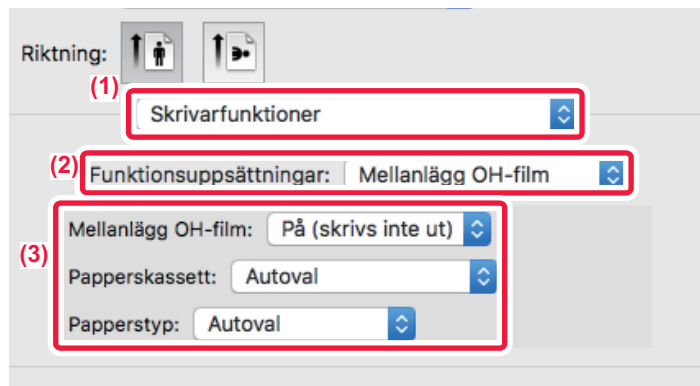 Riktning:
(1)
Skrivarfunktioner
(2)
Funktionsuppsättningar: Mellanlägg OH-film
(3)
Mellanlägg OH-film: På (skrivs inte ut)
Papperskassett: Autoval
Papperstyp: Autoval